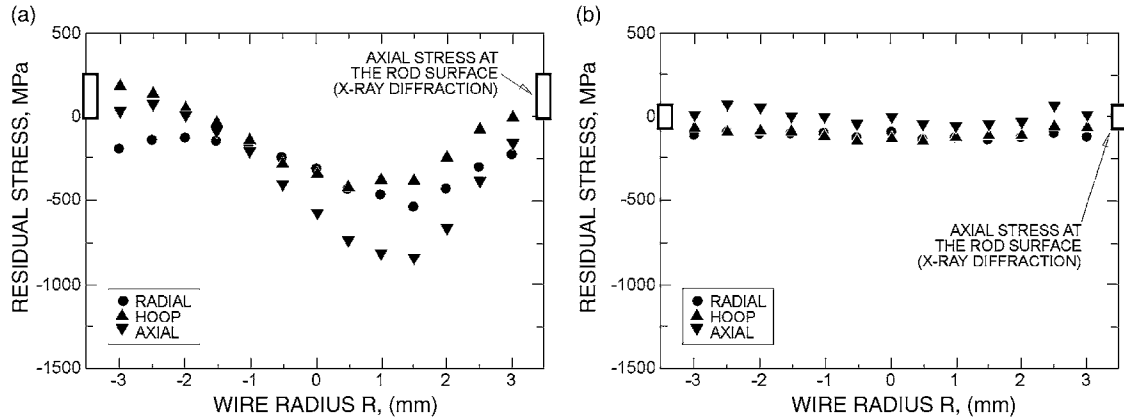 (a)
500
0
-500
-1000
-1500
RESIDUAL STRESS, MPa
AXIAL STRESS AT
THE ROD SURFACE
(X-RAY DIFFRACTION)
RADIAL
HOOP
AXIAL
-3 -2 -1 0 1 2 3
WIRE RADIUS R, (mm)
(b)
500
0
-500
-1000
-1500
RESIDUAL STRESS, MPa
AXIAL STRESS AT
THE ROD SURFACE
(X-RAY DIFFRACTION)
RADIAL
HOOP
AXIAL
-3 -2 -1 0 1 2 3
WIRE RADIUS R, (mm)